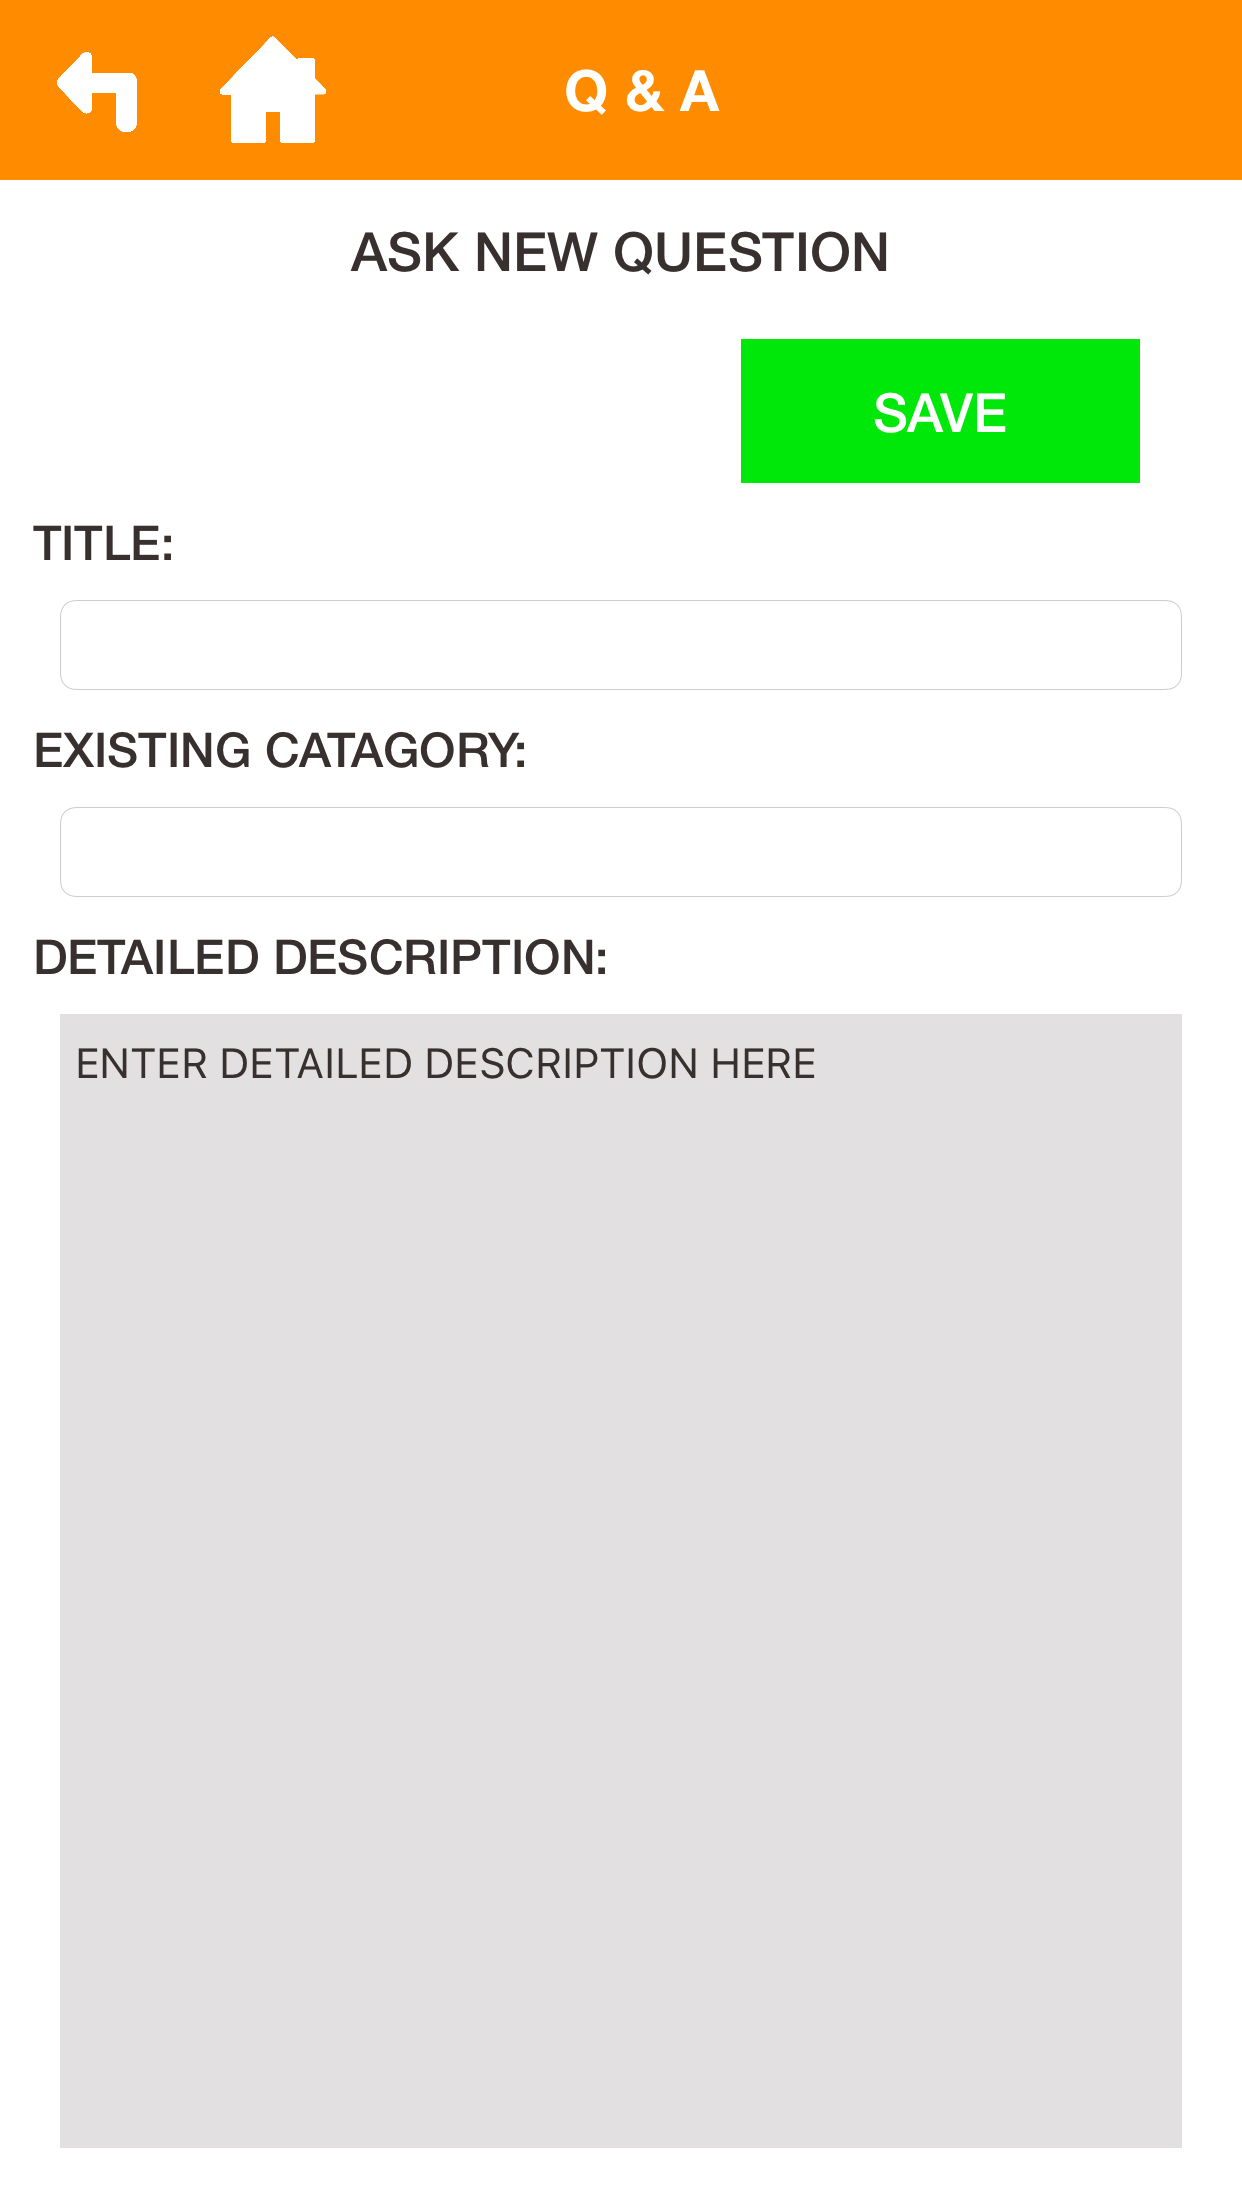 Q & A
ASK NEW QUESTION
SAVE
TITLE:
EXISTING CATAGORY:
DETAILED DESCRIPTION:
ENTER DETAILED DESCRIPTION HERE